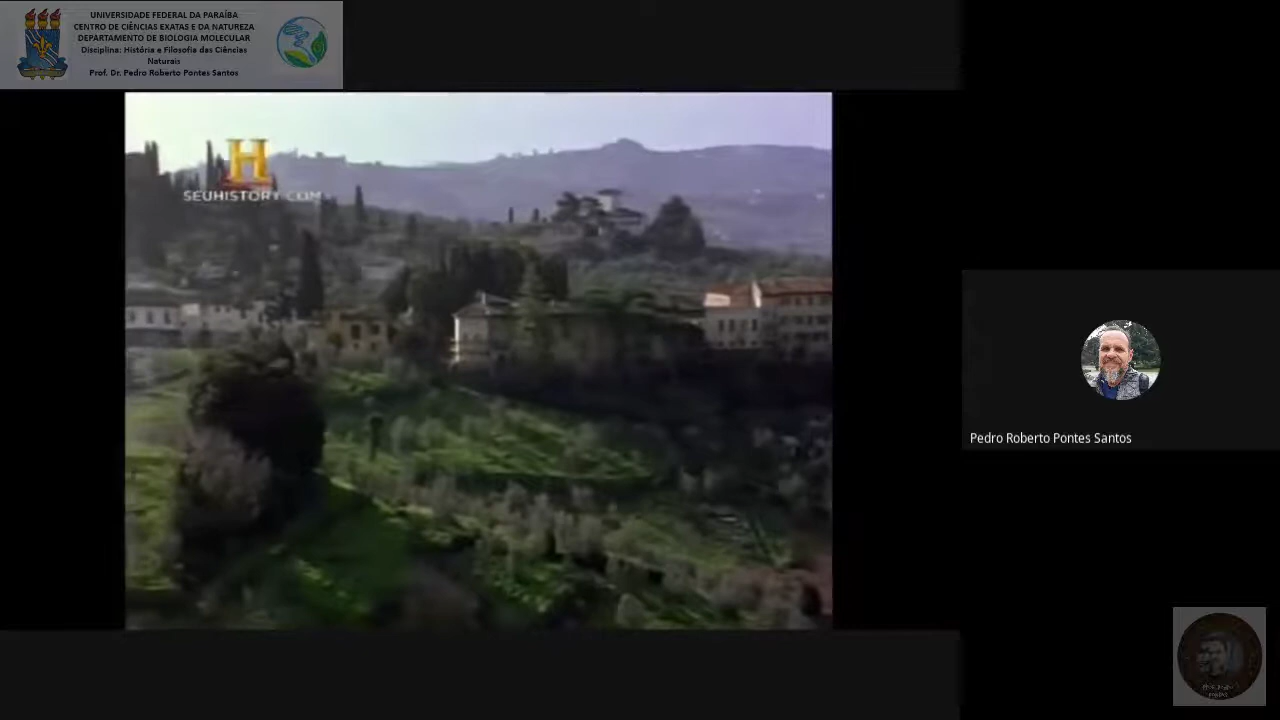 UNIVERSIDADE FEDERAL DA PARAÍBA
CENTRO DE CIÊNCIAS EXATAS E DA NATUREZA
DEPARTAMENTO DE BIOLOGIA MOLECULAR
Disciplina: História e Filosofia das Ciências
Naturais
Prof. Dr. Pedro Roberto Pontes Santos
H
SEUHISTORY.COM
Pedro Roberto Pontes Santos